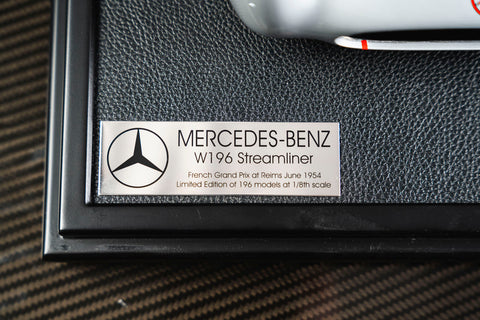 MERCEDES-BENZ
W196 Streamliner
French Grand Prix at Reims June 1954
Limited Edition of 196 models at 1/8th scale